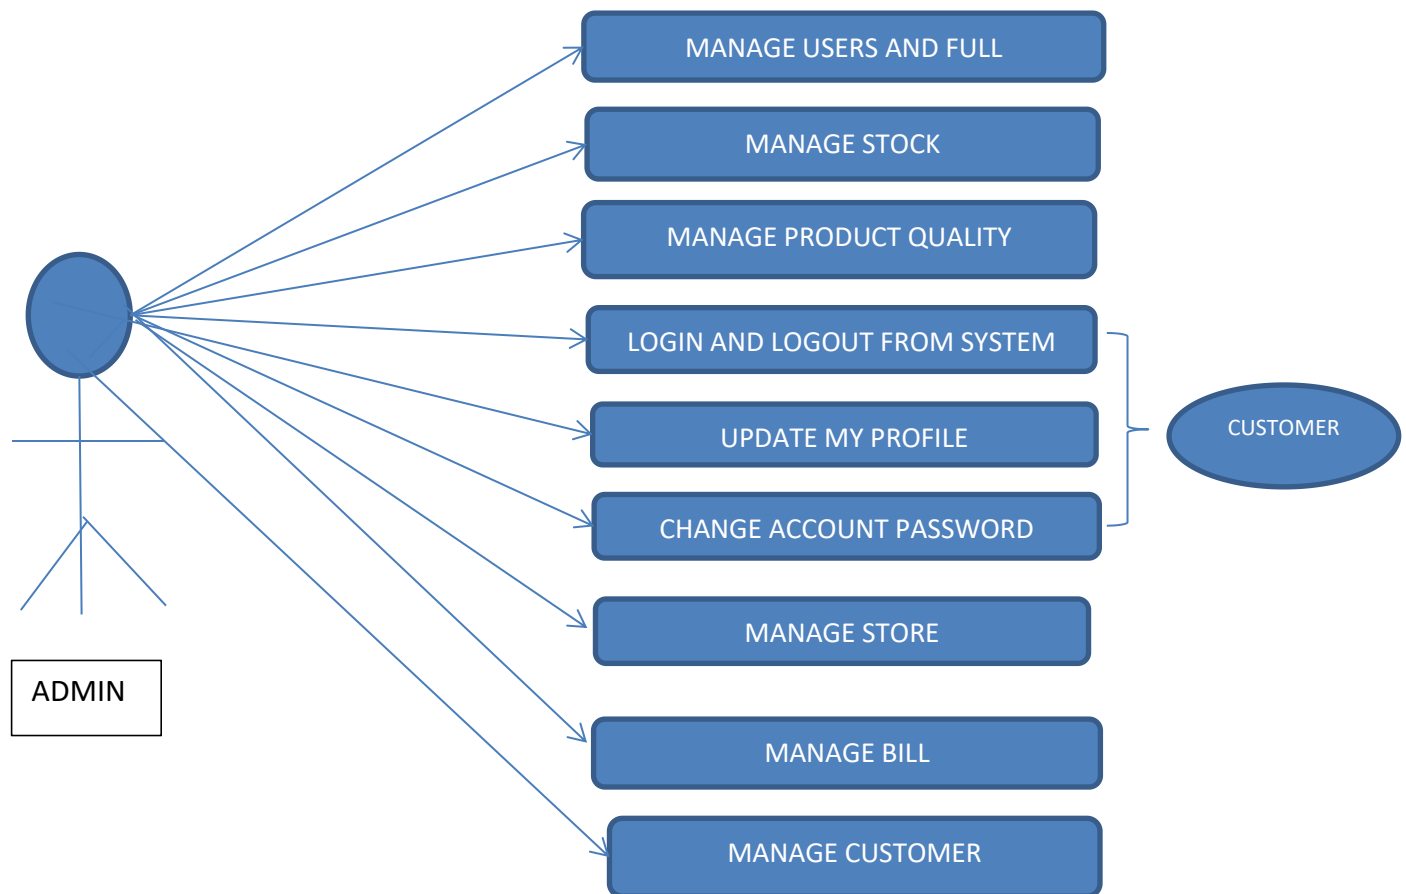 MANAGE USERS AND FULL
MANAGE STOCK
MANAGE PRODUCT QUALITY
LOGIN AND LOGOUT FROM SYSTEM
UPDATE MY PROFILE
CUSTOMER
CHANGE ACCOUNT PASSWORD
MANAGE STORE
ADMIN
MANAGE BILL
MANAGE CUSTOMER